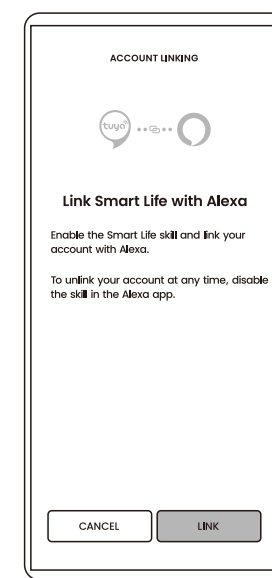 ACCOUNT LINKING
tuya
Link Smart Life with Alexa
Enable the Smart Life skill and link your
account with Alexa.
To unlink your account at any time, disable
the skill in the Alexa app.
CANCEL
LINK